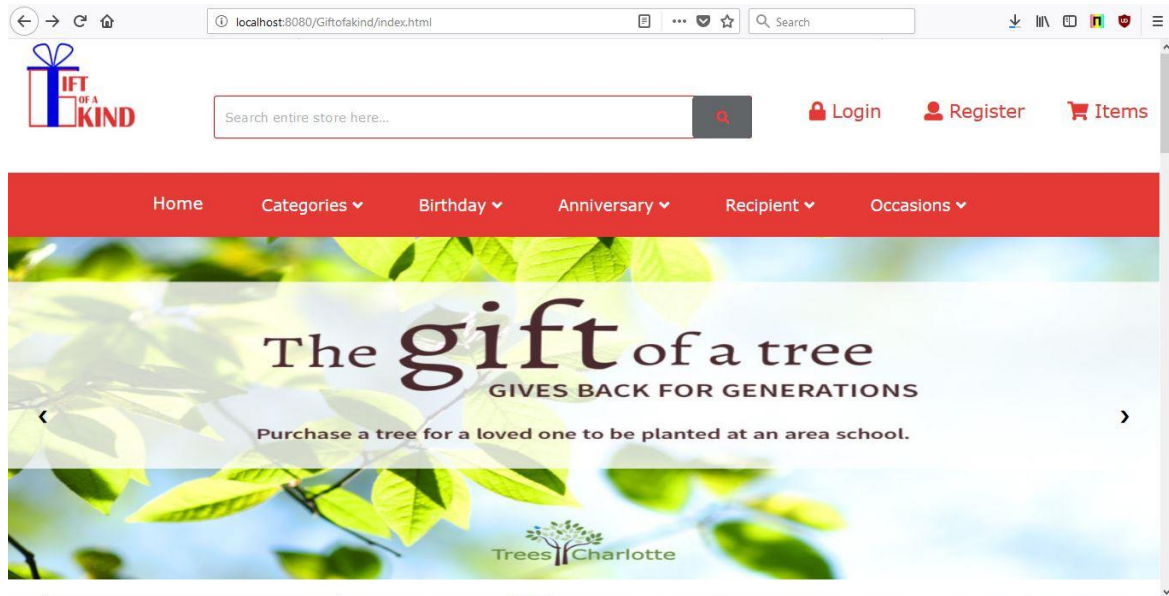 localhost:8080/Giftofakind/index.html
Search
IFT
OF A
KIND
Search entire store here...
Login
Register
Items
Home
Categories
Birthday
Anniversary
Recipient
Occasions
The gift of a tree
GIVES BACK FOR GENERATIONS
Purchase a tree for a loved one to be planted at an area school.
Trees Charlotte